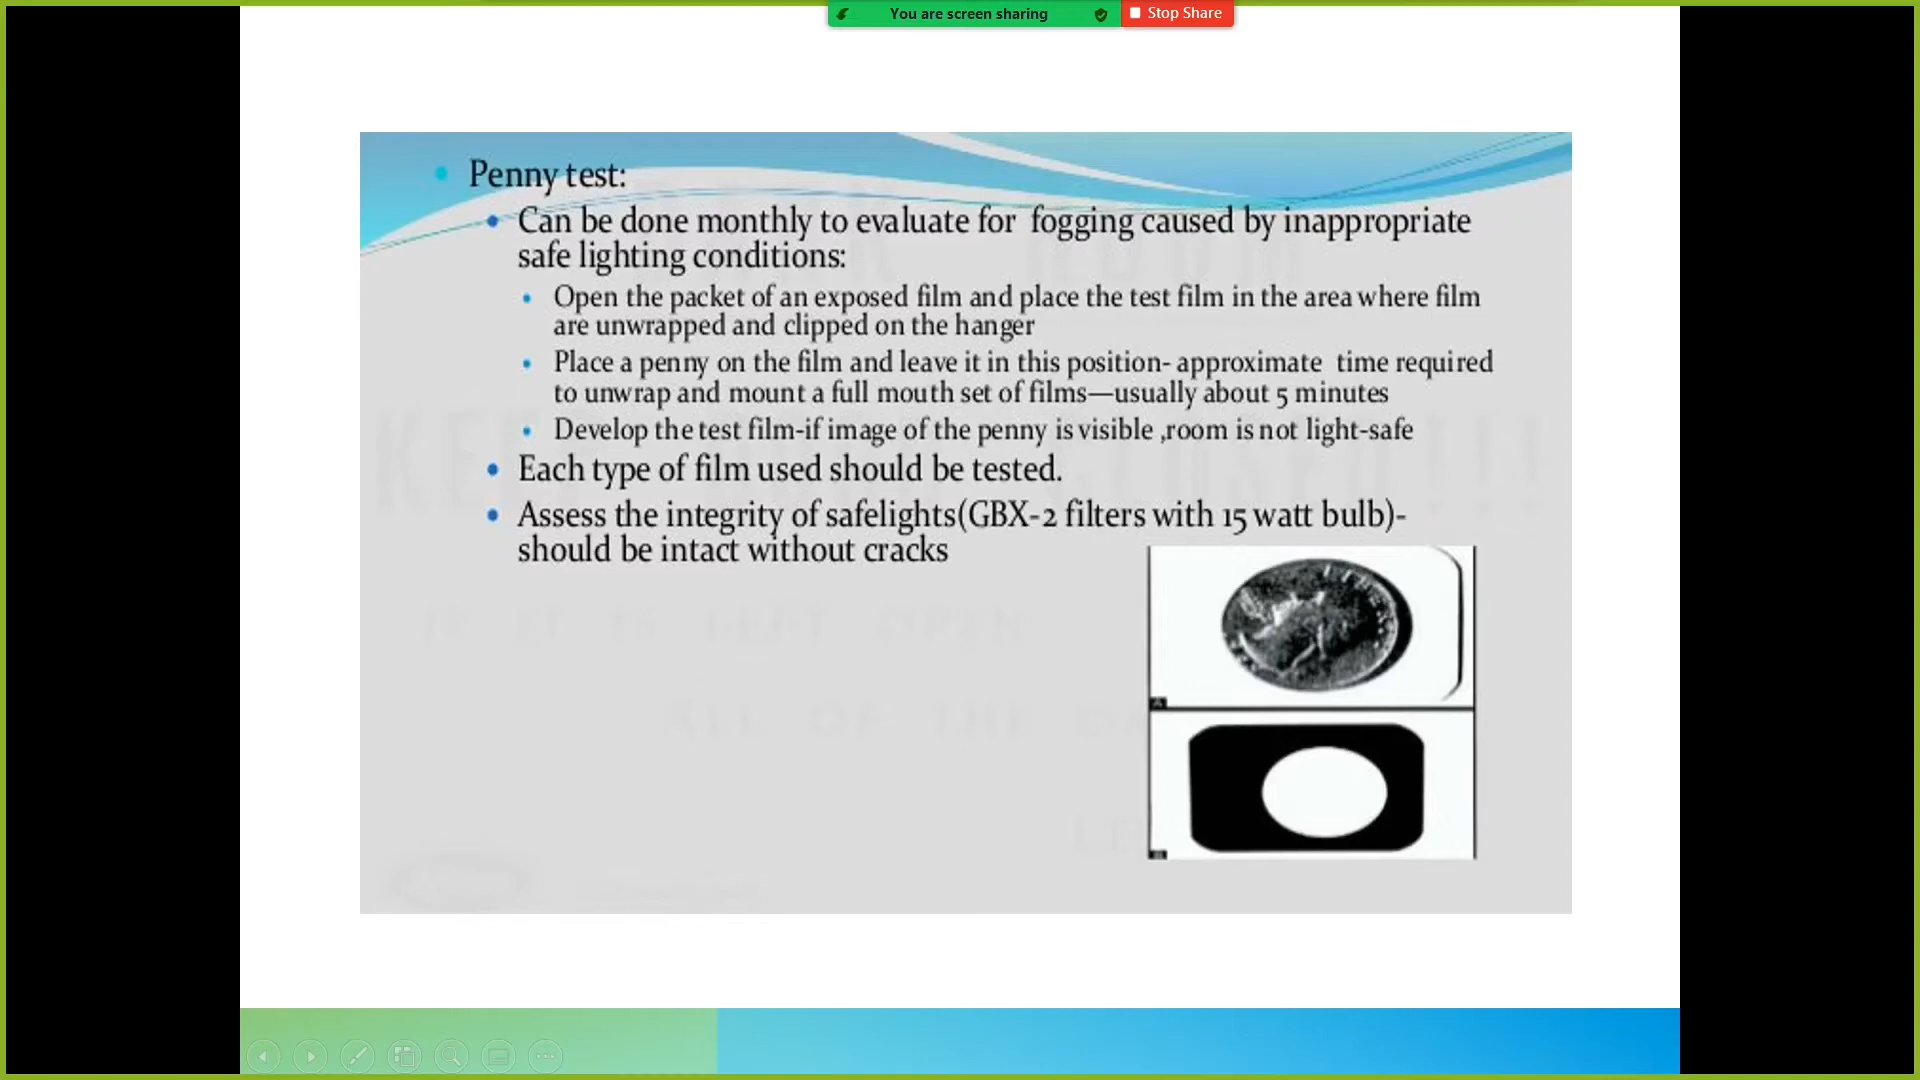 You are screen sharing
Stop Share
Penny test:
Can be done monthly to evaluate for fogging caused by inappropriate
safe lighting conditions:
Open the packet of an exposed film and place the test film in the area where film
are unwrapped and clipped on the hanger
Place a penny on the film and leave it in this position- approximate time required
to unwrap and mount a full mouth set of films—usually about 5 minutes
Develop the test film-if image of the penny is visible ,room is not light-safe
Each type of film used should be tested.
Assess the integrity of safelights(GBX-2 filters with 15 watt bulb)-
should be intact without cracks
A
B